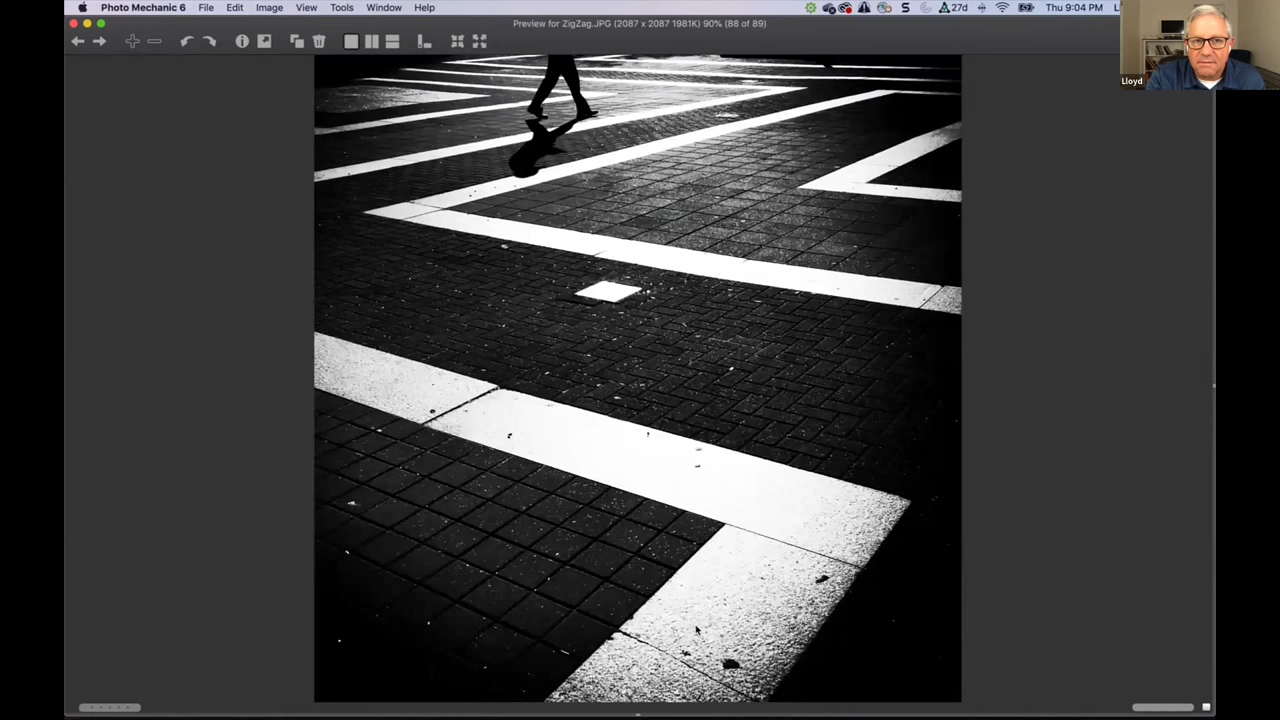 Photo Mechanic 6 File Edit Image View Tools Window Help 27d Thu 9:04 PM L
Preview for ZigZag.JPG (2087 x 2087 1981K) 90% (88 of 89)
Lloyd